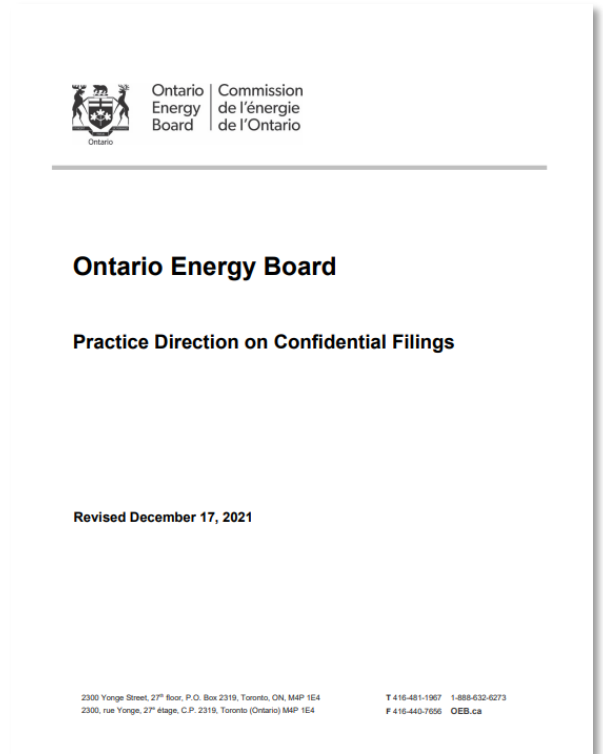 Ontario
Energy
Board
Commission
de l'énergie
de l'Ontario
Ontario
Ontario Energy Board
Practice Direction on Confidential Filings
Revised December 17, 2021
2300 Yonge Street, 27th floor, P.O. Box 2319, Toronto, ON, M4P 1E4
2300, rue Yonge, 27e étage, C.P. 2319, Toronto (Ontario) M4P 1E4
T 416-481-1967 1-888-632-6273
F 416-440-7656 OEB.ca